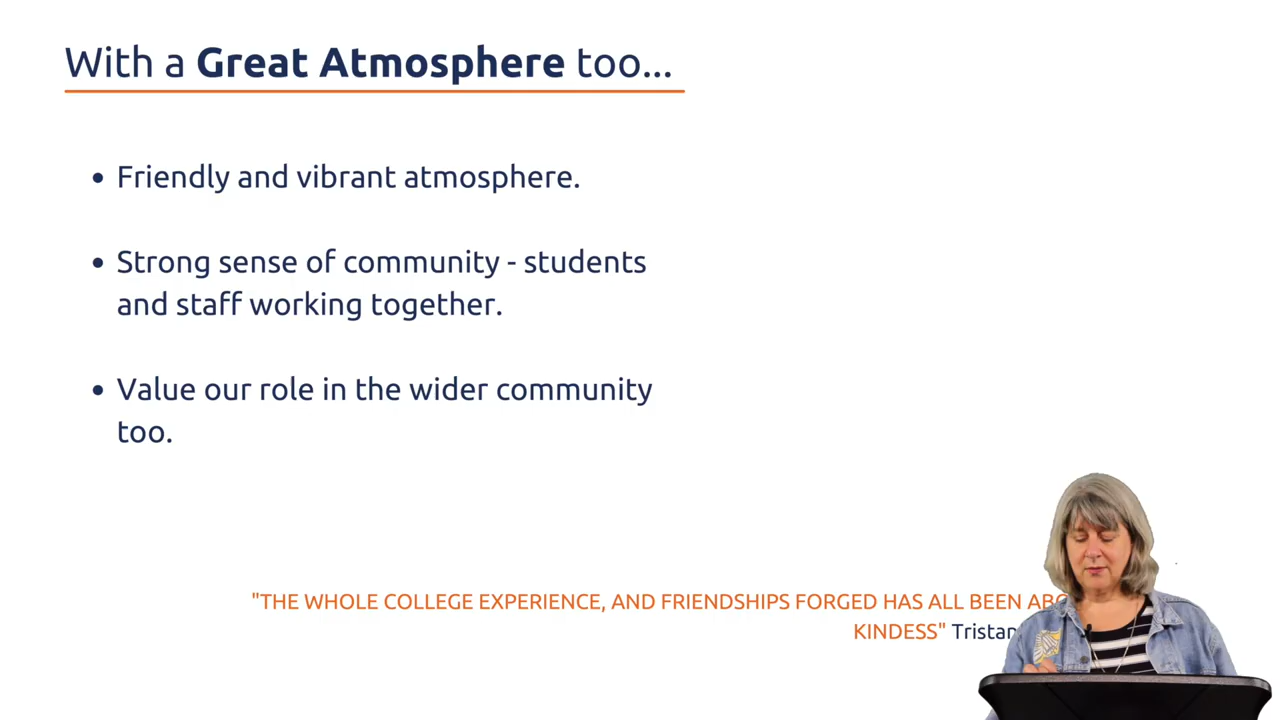 With a Great Atmosphere too...
• Friendly and vibrant atmosphere.
• Strong sense of community - students
and staff working together.
• Value our role in the wider community
too.
"THE WHOLE COLLEGE EXPERIENCE, AND FRIENDSHIPS FORGED HAS ALL BEEN
KINDESS" Tristan